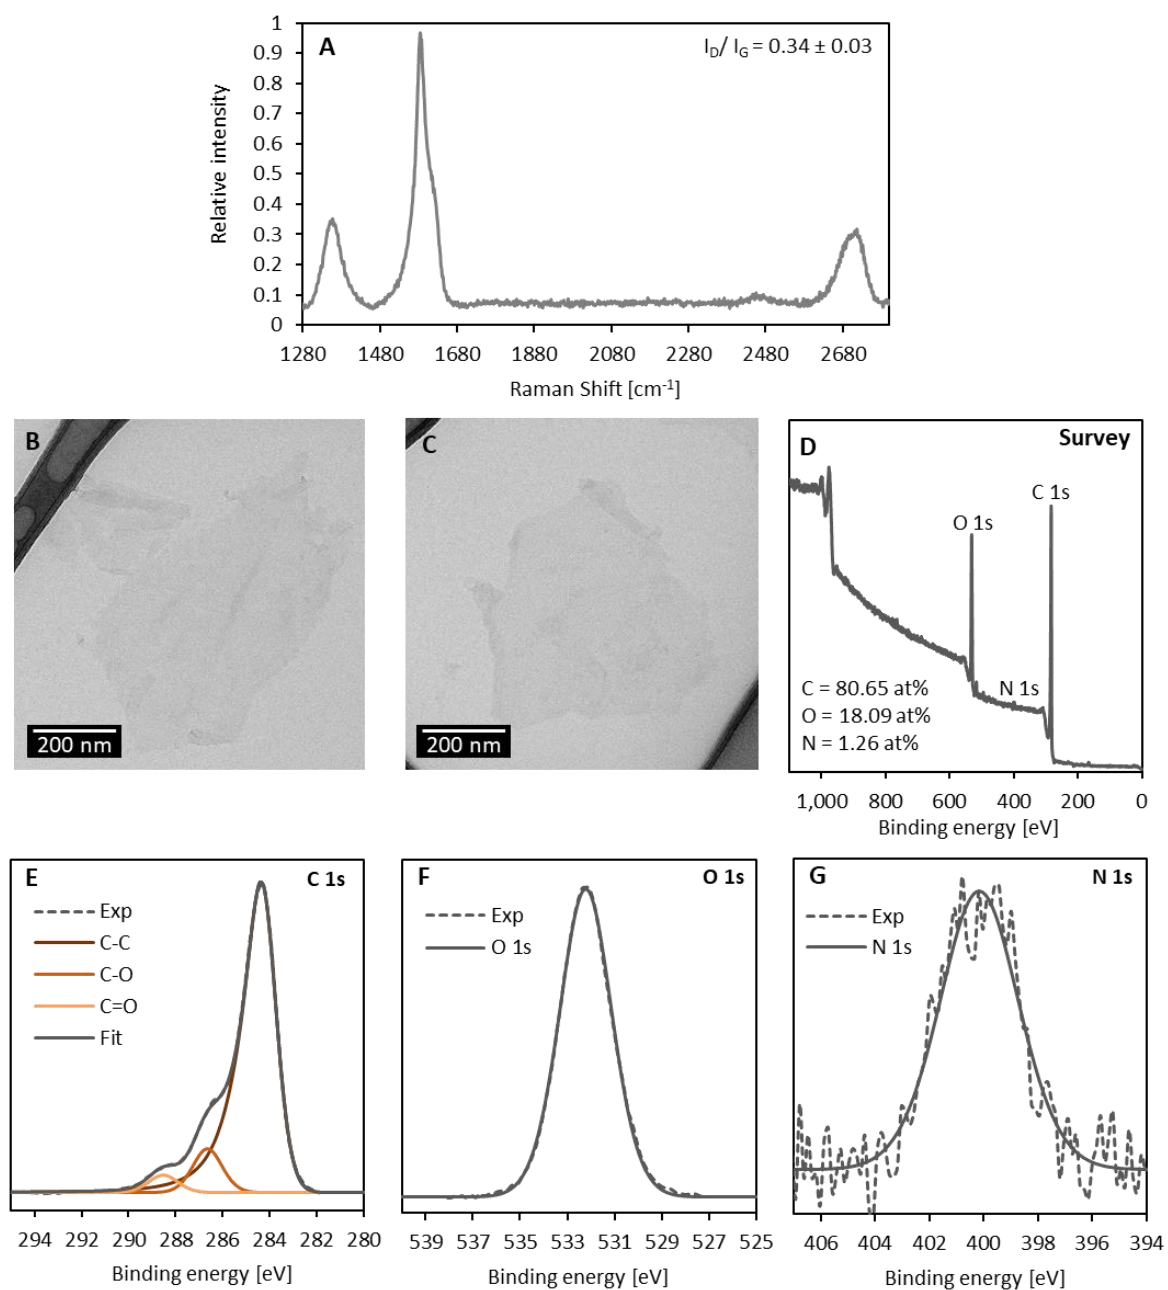 A
I_D/ I_G = 0.34 ± 0.03
1
0.9
0.8
0.7
0.6
0.5
0.4
0.3
0.2
0.1
0
Relative intensity
1280 1480 1680 1880 2080 2280 2480 2680
Raman Shift [cm⁻¹]
B
200 nm
C
200 nm
D
Survey
C 1s
O 1s
N 1s
C = 80.65 at%
O = 18.09 at%
N = 1.26 at%
1,000 800 600 400 200 0
Binding energy [eV]
E
C 1s
Exp
C-C
C-O
C=O
Fit
294 292 290 288 286 284 282 280
Binding energy [eV]
F
O 1s
Exp
O 1s
539 537 535 533 531 529 527 525
Binding energy [eV]
G
N 1s
Exp
N 1s
406 404 402 400 398 396 394
Binding energy [eV]